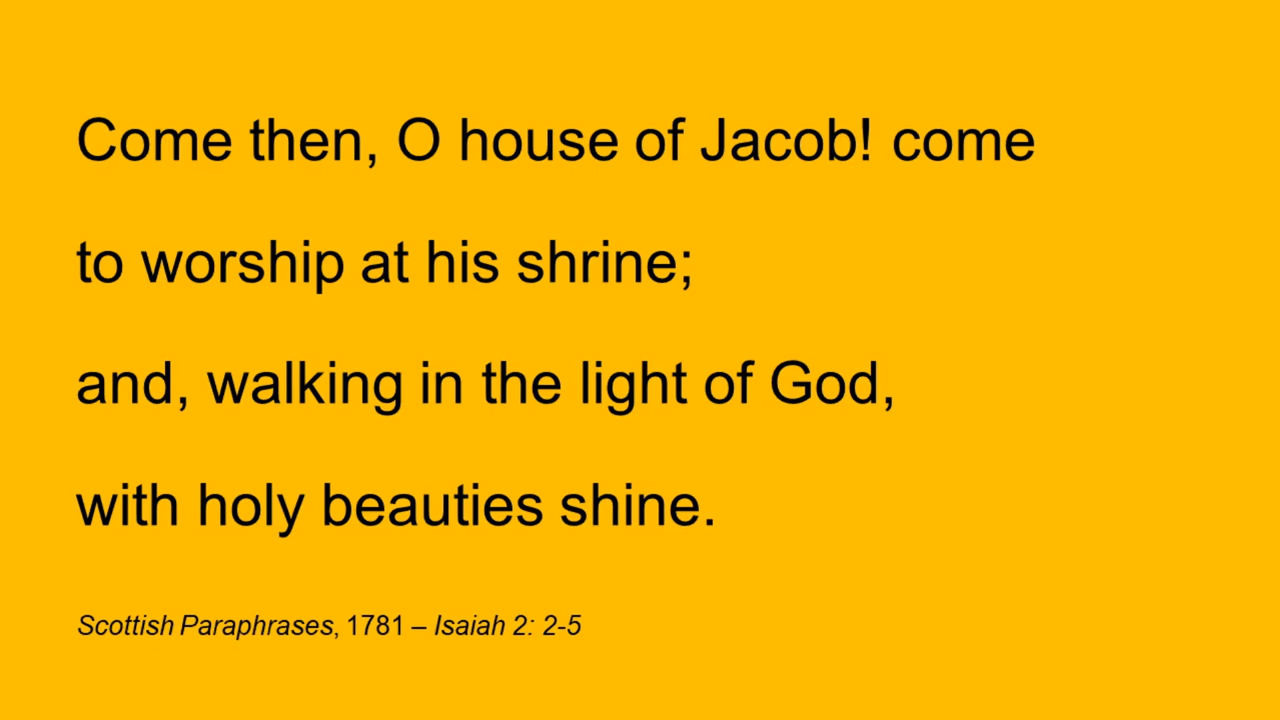 Come then, O house of Jacob! come
to worship at his shrine;
and, walking in the light of God,
with holy beauties shine.
Scottish Paraphrases, 1781 – Isaiah 2: 2-5